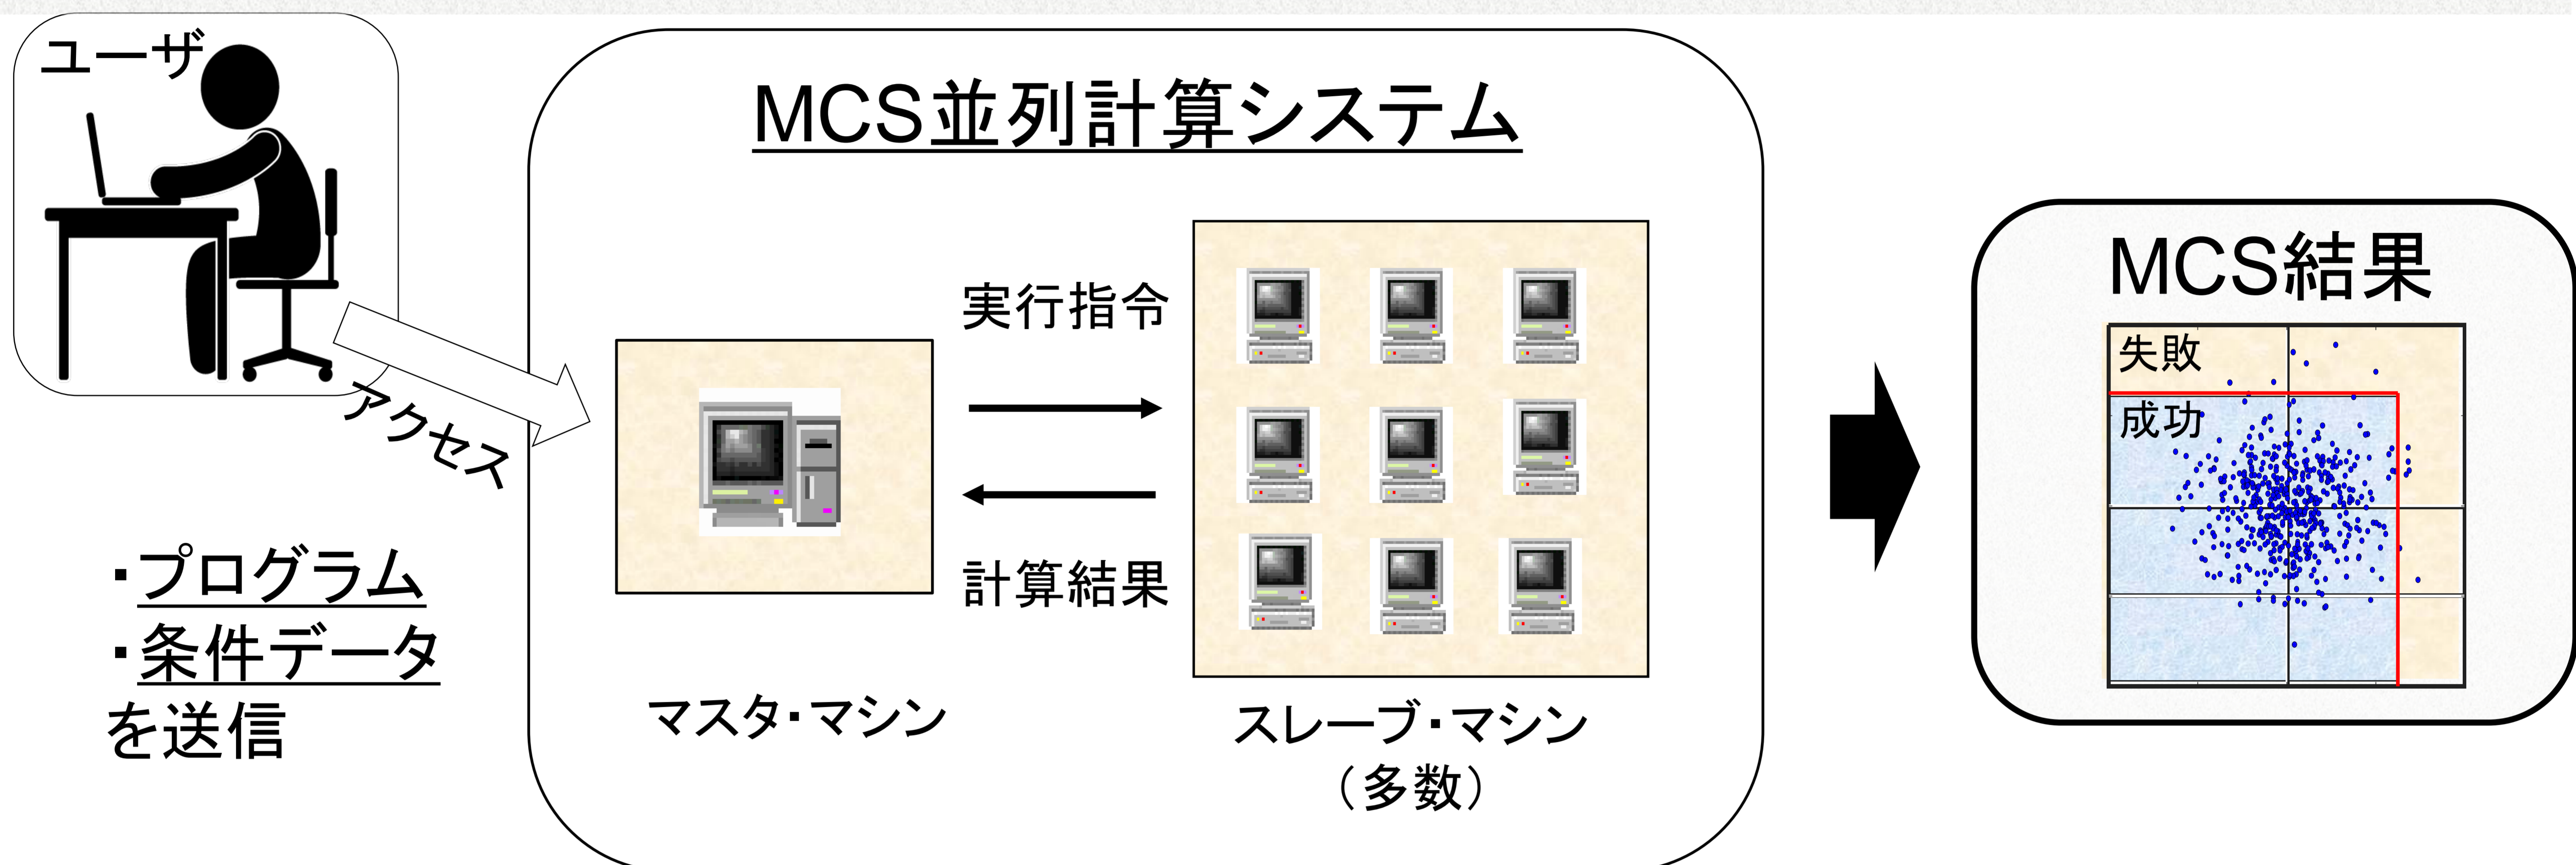 ユーザ
アクセス
・プログラム
・条件データ
を送信
MCS並列計算システム
実行指令
計算結果
マスタ・マシン
スレーブ・マシン
（多数）
MCS結果
失敗
成功